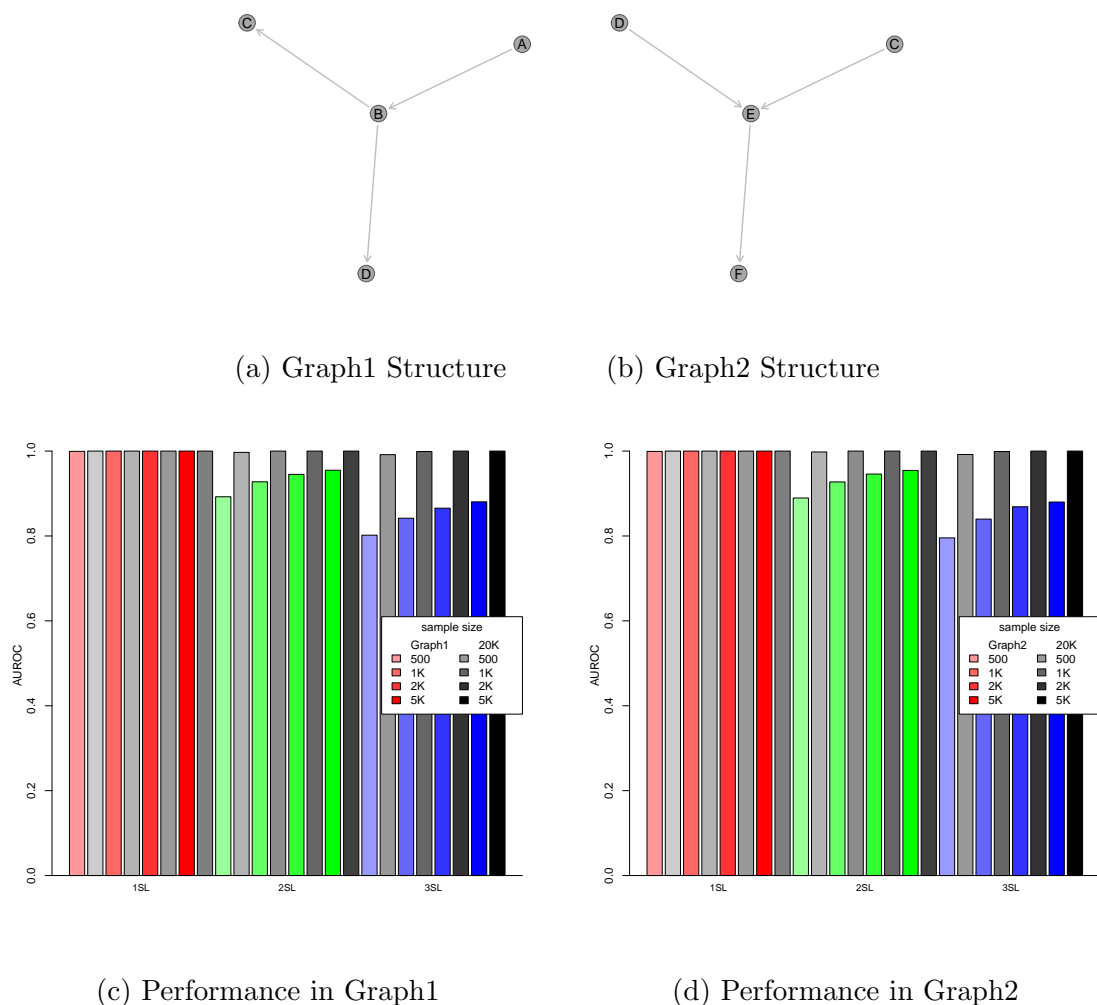 C
A
B
D
D
C
E
F
(a) Graph1 Structure
(b) Graph2 Structure
AUROC
1.0
0.8
0.6
0.4
0.2
0.0
1SL 2SL 3SL
sample size
Graph1 20K
500 500
1K 1K
2K 2K
5K 5K
AUROC
1.0
0.8
0.6
0.4
0.2
0.0
1SL 2SL 3SL
sample size
Graph2 20K
500 500
1K 1K
2K 2K
5K 5K
(c) Performance in Graph1
(d) Performance in Graph2